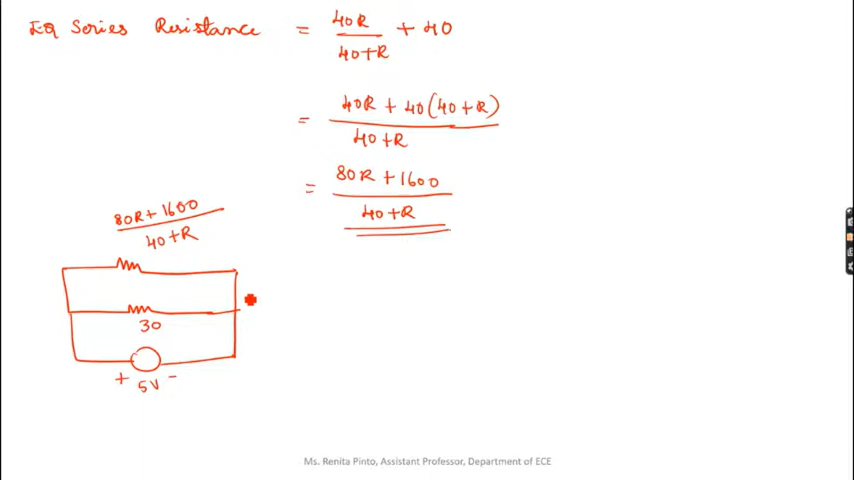 Eq Series Resistance = 40R / 40+R + 40
= 40R + 40(40+R) / 40+R
= 80R + 1600 / 40+R
80R + 1600 / 40+R
30
+ 5V -
Ms. Renita Pinto, Assistant Professor, Department of ECE